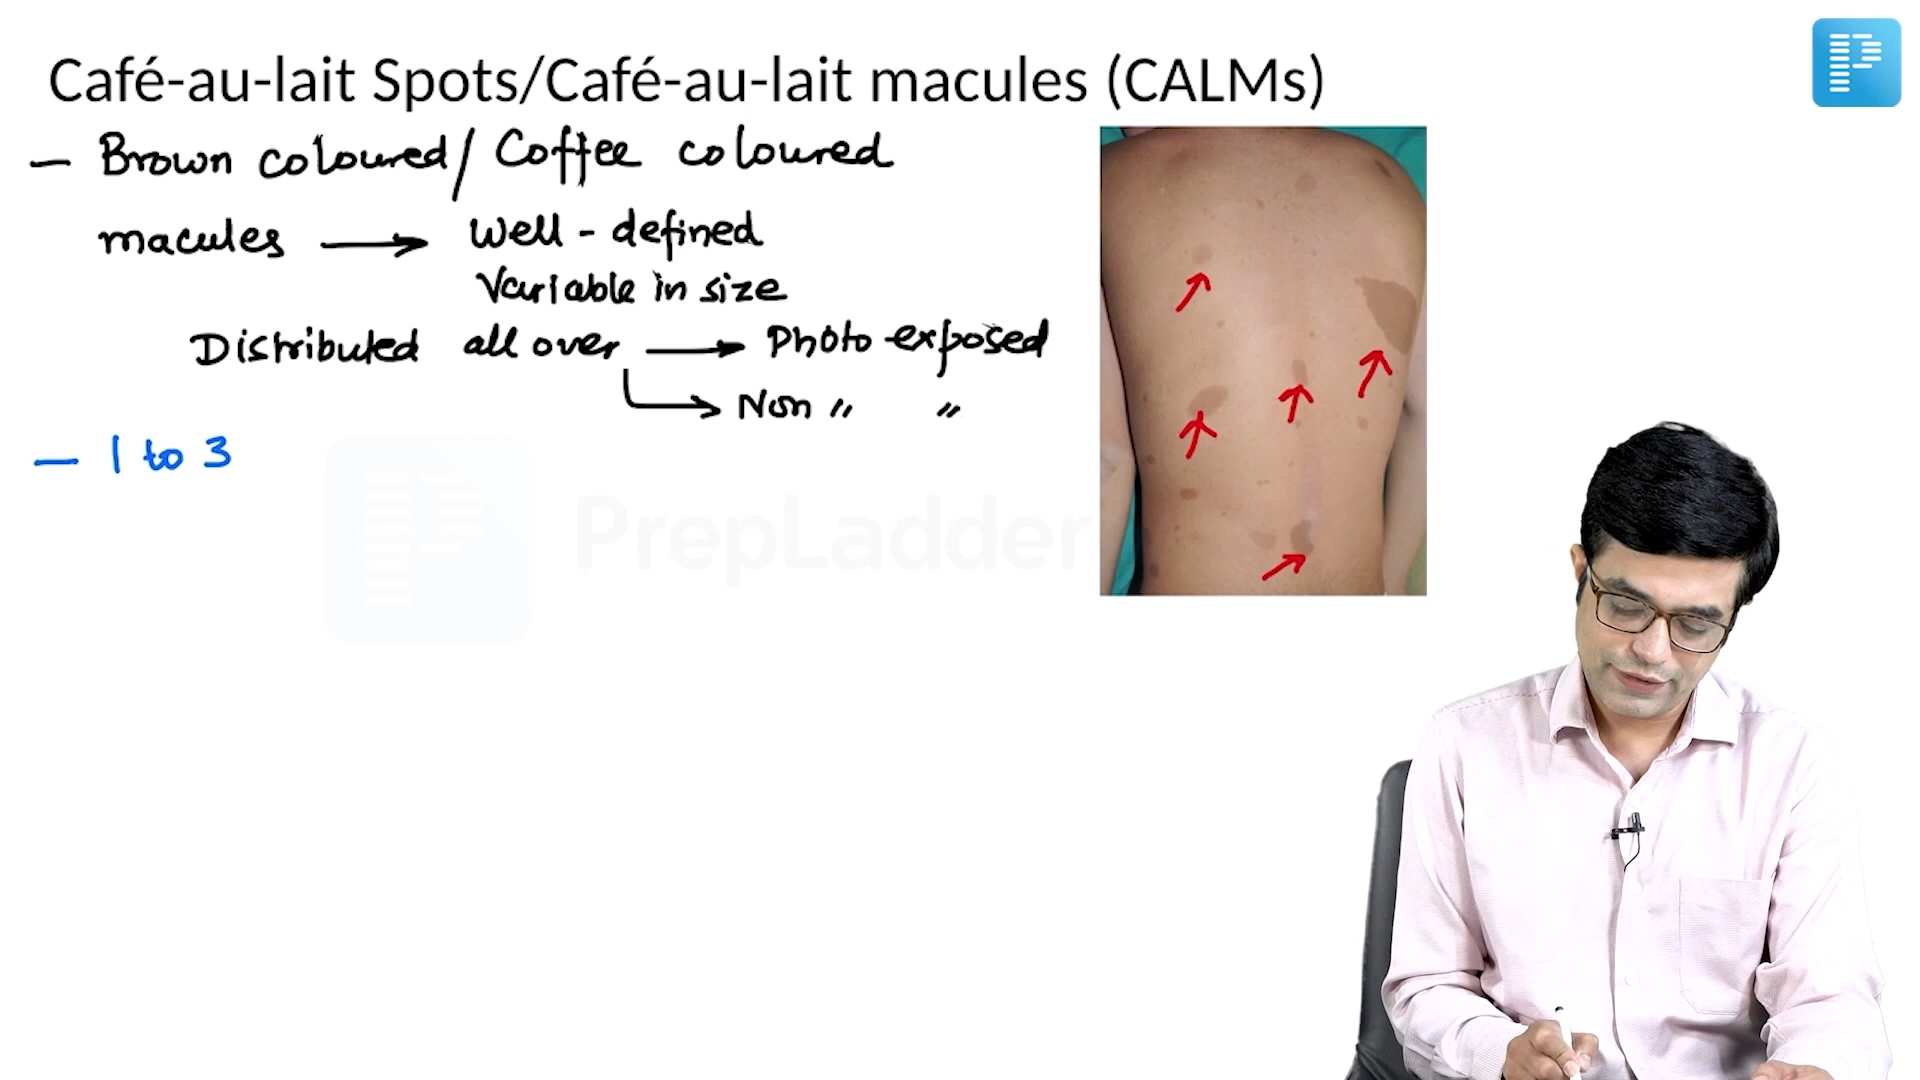 Café-au-lait Spots/Café-au-lait macules (CALMs)
– Brown coloured/ Coffee coloured
macules → Well-defined
Variable in size
Distributed all over → Photo exposed
→ Non " "
– 1 to 3
PrepLadder